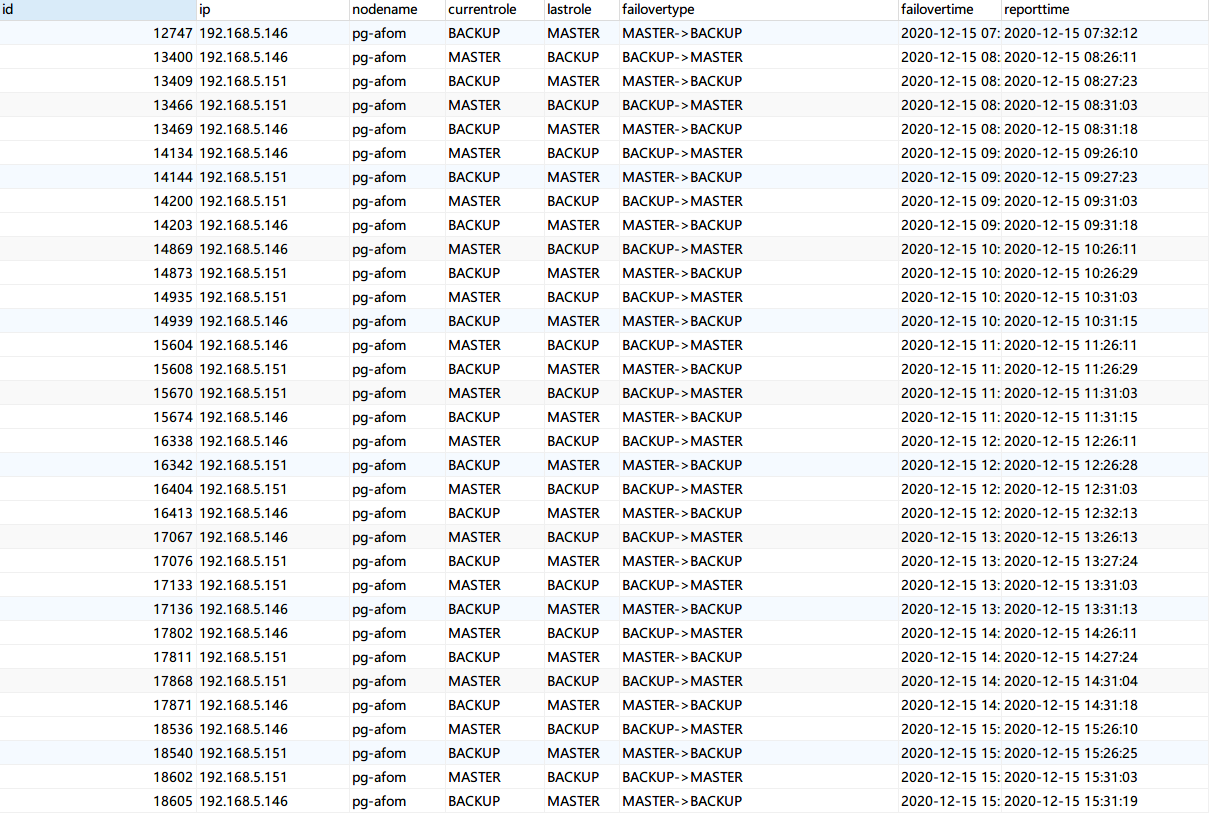 id ip nodename currentrole lastrole failovertype failovertime reporttime
12747 192.168.5.146 pg-afom BACKUP MASTER MASTER->BACKUP 2020-12-15 07: 2020-12-15 07:32:12
13400 192.168.5.146 pg-afom MASTER BACKUP BACKUP->MASTER 2020-12-15 08: 2020-12-15 08:26:11
13409 192.168.5.151 pg-afom BACKUP MASTER MASTER->BACKUP 2020-12-15 08: 2020-12-15 08:27:23
13466 192.168.5.151 pg-afom MASTER BACKUP BACKUP->MASTER 2020-12-15 08: 2020-12-15 08:31:03
13469 192.168.5.146 pg-afom BACKUP MASTER MASTER->BACKUP 2020-12-15 08: 2020-12-15 08:31:18
14134 192.168.5.146 pg-afom MASTER BACKUP BACKUP->MASTER 2020-12-15 09: 2020-12-15 09:26:10
14144 192.168.5.151 pg-afom BACKUP MASTER MASTER->BACKUP 2020-12-15 09: 2020-12-15 09:27:23
14200 192.168.5.151 pg-afom MASTER BACKUP BACKUP->MASTER 2020-12-15 09: 2020-12-15 09:31:03
14203 192.168.5.146 pg-afom BACKUP MASTER MASTER->BACKUP 2020-12-15 09: 2020-12-15 09:31:18
14869 192.168.5.146 pg-afom MASTER BACKUP BACKUP->MASTER 2020-12-15 10: 2020-12-15 10:26:11
14873 192.168.5.151 pg-afom BACKUP MASTER MASTER->BACKUP 2020-12-15 10: 2020-12-15 10:26:29
14935 192.168.5.151 pg-afom MASTER BACKUP BACKUP->MASTER 2020-12-15 10: 2020-12-15 10:31:03
14939 192.168.5.146 pg-afom BACKUP MASTER MASTER->BACKUP 2020-12-15 10: 2020-12-15 10:31:15
15604 192.168.5.146 pg-afom MASTER BACKUP BACKUP->MASTER 2020-12-15 11: 2020-12-15 11:26:11
15608 192.168.5.151 pg-afom BACKUP MASTER MASTER->BACKUP 2020-12-15 11: 2020-12-15 11:26:29
15670 192.168.5.151 pg-afom MASTER BACKUP BACKUP->MASTER 2020-12-15 11: 2020-12-15 11:31:03
15674 192.168.5.146 pg-afom BACKUP MASTER MASTER->BACKUP 2020-12-15 11: 2020-12-15 11:31:15
16338 192.168.5.146 pg-afom MASTER BACKUP BACKUP->MASTER 2020-12-15 12: 2020-12-15 12:26:11
16342 192.168.5.151 pg-afom BACKUP MASTER MASTER->BACKUP 2020-12-15 12: 2020-12-15 12:26:28
16404 192.168.5.151 pg-afom MASTER BACKUP BACKUP->MASTER 2020-12-15 12: 2020-12-15 12:31:03
16413 192.168.5.146 pg-afom BACKUP MASTER MASTER->BACKUP 2020-12-15 12: 2020-12-15 12:32:13
17067 192.168.5.146 pg-afom MASTER BACKUP BACKUP->MASTER 2020-12-15 13: 2020-12-15 13:26:13
17076 192.168.5.151 pg-afom BACKUP MASTER MASTER->BACKUP 2020-12-15 13: 2020-12-15 13:27:24
17133 192.168.5.151 pg-afom MASTER BACKUP BACKUP->MASTER 2020-12-15 13: 2020-12-15 13:31:03
17136 192.168.5.146 pg-afom BACKUP MASTER MASTER->BACKUP 2020-12-15 13: 2020-12-15 13:31:13
17802 192.168.5.146 pg-afom MASTER BACKUP BACKUP->MASTER 2020-12-15 14: 2020-12-15 14:26:11
17811 192.168.5.151 pg-afom BACKUP MASTER MASTER->BACKUP 2020-12-15 14: 2020-12-15 14:27:24
17868 192.168.5.151 pg-afom MASTER BACKUP BACKUP->MASTER 2020-12-15 14: 2020-12-15 14:31:04
17871 192.168.5.146 pg-afom BACKUP MASTER MASTER->BACKUP 2020-12-15 14: 2020-12-15 14:31:18
18536 192.168.5.146 pg-afom MASTER BACKUP BACKUP->MASTER 2020-12-15 15: 2020-12-15 15:26:10
18540 192.168.5.151 pg-afom BACKUP MASTER MASTER->BACKUP 2020-12-15 15: 2020-12-15 15:26:25
18602 192.168.5.151 pg-afom MASTER BACKUP BACKUP->MASTER 2020-12-15 15: 2020-12-15 15:31:03
18605 192.168.5.146 pg-afom BACKUP MASTER MASTER->BACKUP 2020-12-15 15: 2020-12-15 15:31:19